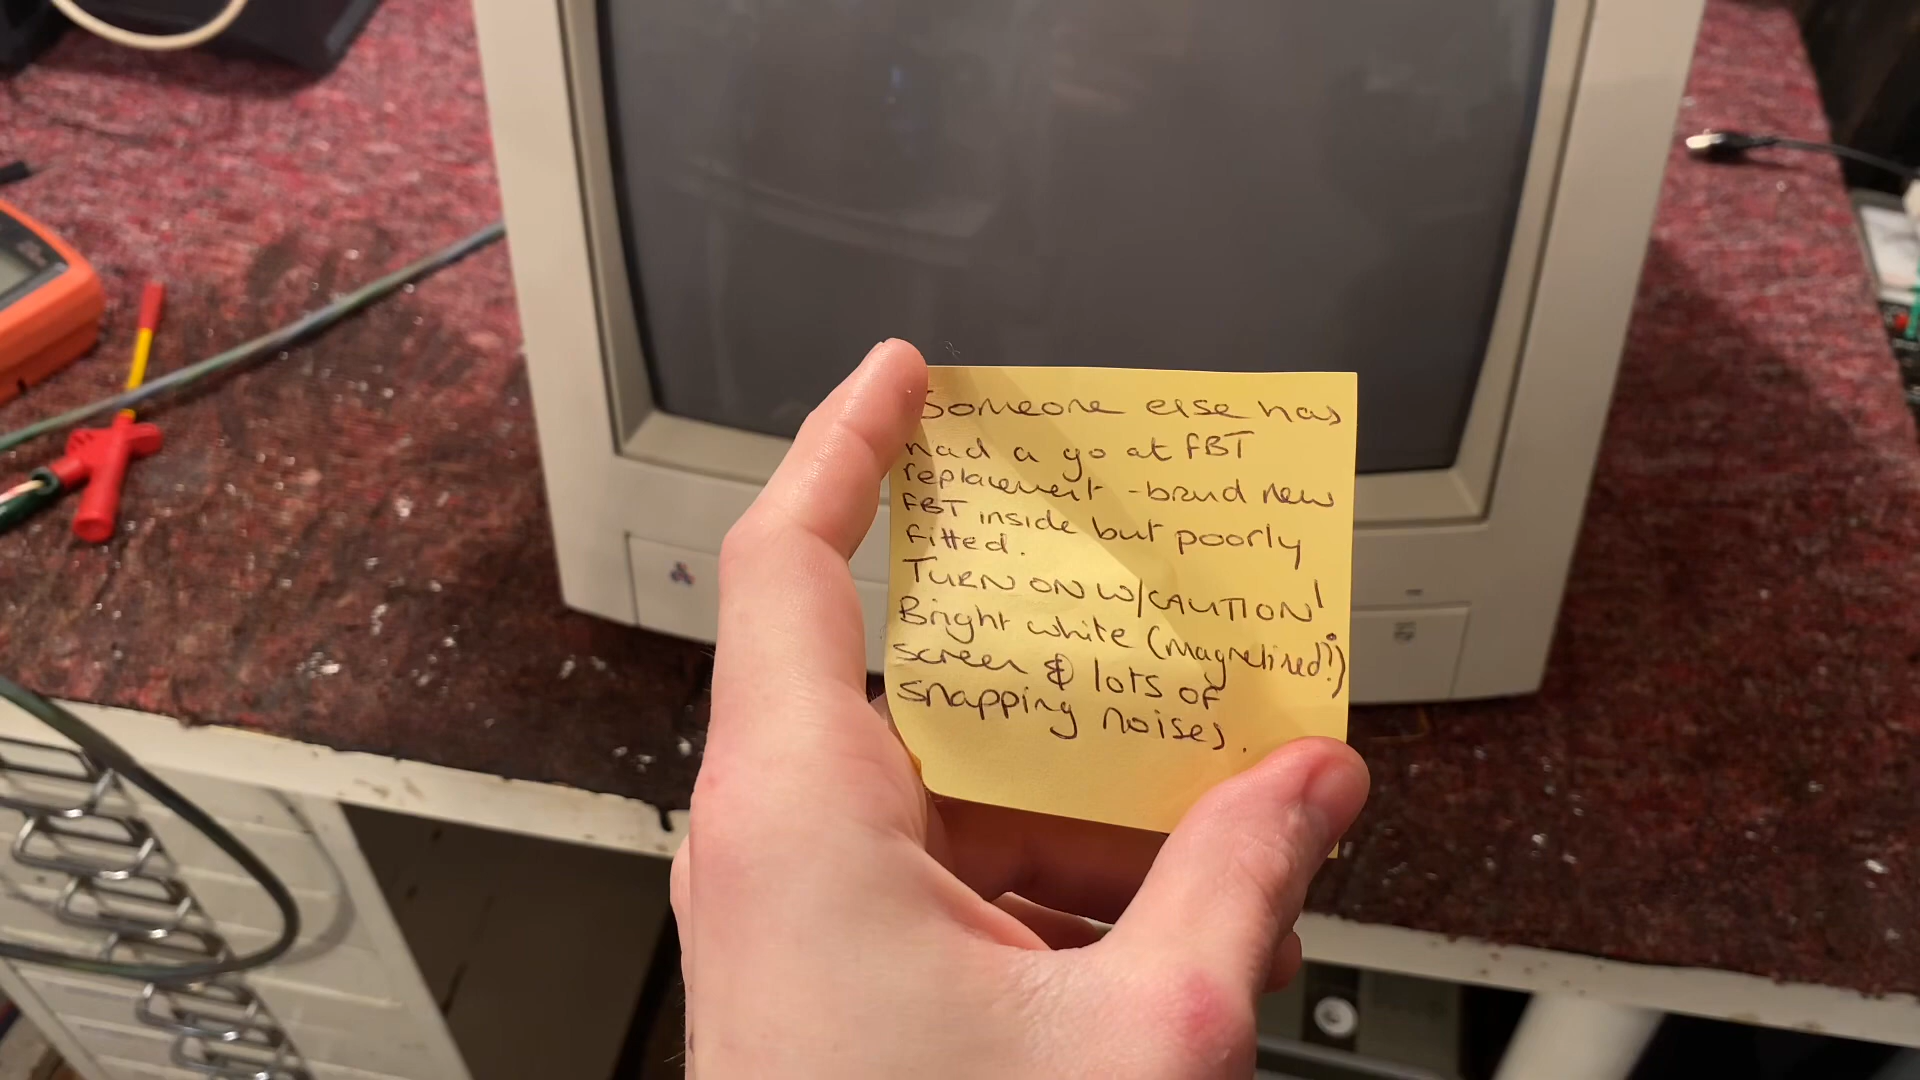 Someone else has
had a go at FBT
replacement - brand new
FBT inside but poorly
fitted.
TURN ON W/CAUTION!
Bright white (magnetised?!)
screen & lots of
snapping noises.